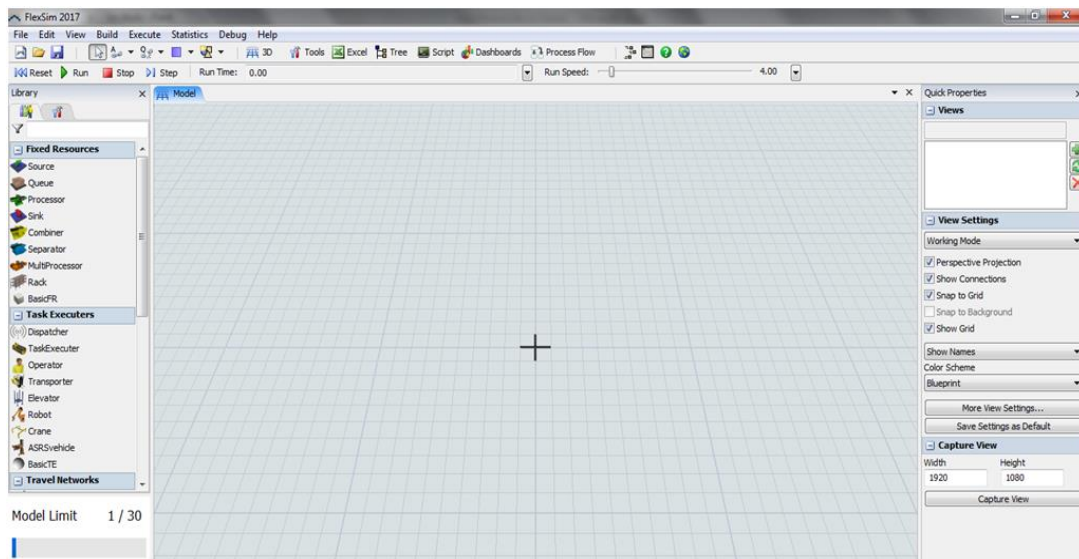 FlexSim 2017
File Edit View Build Execute Statistics Debug Help
3D Tools Excel Tree Script Dashboards Process Flow
Reset Run Stop Step Run Time: 0.00 Run Speed: 4.00
Library
Model
Quick Properties
Views
Fixed Resources
Source
Queue
Processor
Sink
Combiner
Separator
MultiProcessor
Rack
BasicFR
Task Executers
Dispatcher
TaskExecuter
Operator
Transporter
Elevator
Robot
Crane
ASRSvehicle
BasicTE
Travel Networks
Model Limit 1 / 30
View Settings
Working Mode
Perspective Projection
Show Connections
Snap to Grid
Snap to Background
Show Grid
Show Names
Color Scheme
Blueprint
More View Settings...
Save Settings as Default
Capture View
Width Height
1920 1080
Capture View